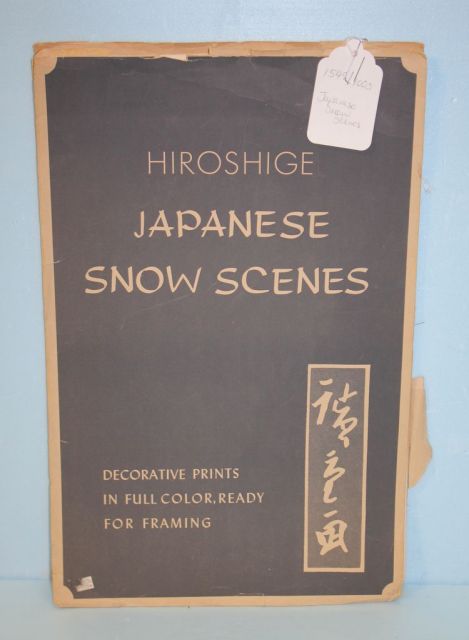 Japanese
Snow
Scenes
HIROSHIGE
JAPANESE
SNOW SCENES
廣重画
DECORATIVE PRINTS
IN FULL COLOR, READY
FOR FRAMING